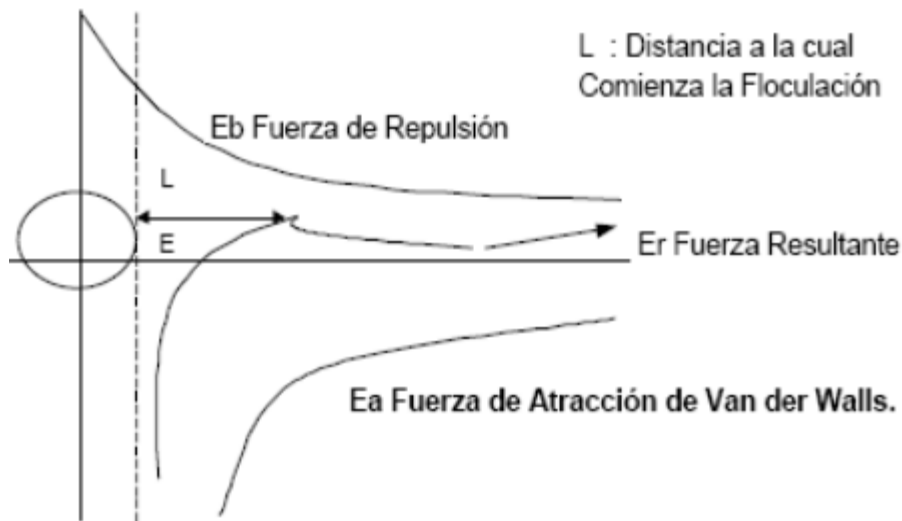 L : Distancia a la cual
Comienza la Floculación
Eb Fuerza de Repulsión
L
E
Er Fuerza Resultante
Ea Fuerza de Atracción de Van der Walls.